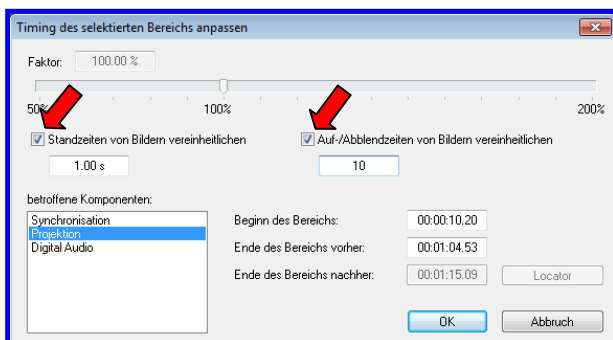 Timing des selektierten Bereichs anpassen
Faktor: 100.00 %
50% 100% 200%
Standzeiten von Bildern vereinheitlichen Auf-/Abblendzeiten von Bildern vereinheitlichen
1.00 s 10
betroffene Komponenten:
Synchronisation
Projektion
Digital Audio
Beginn des Bereichs: 00:00:10.20
Ende des Bereichs vorher: 00:01:04.53
Ende des Bereichs nachher: 00:01:15.09 Locator
OK Abbruch